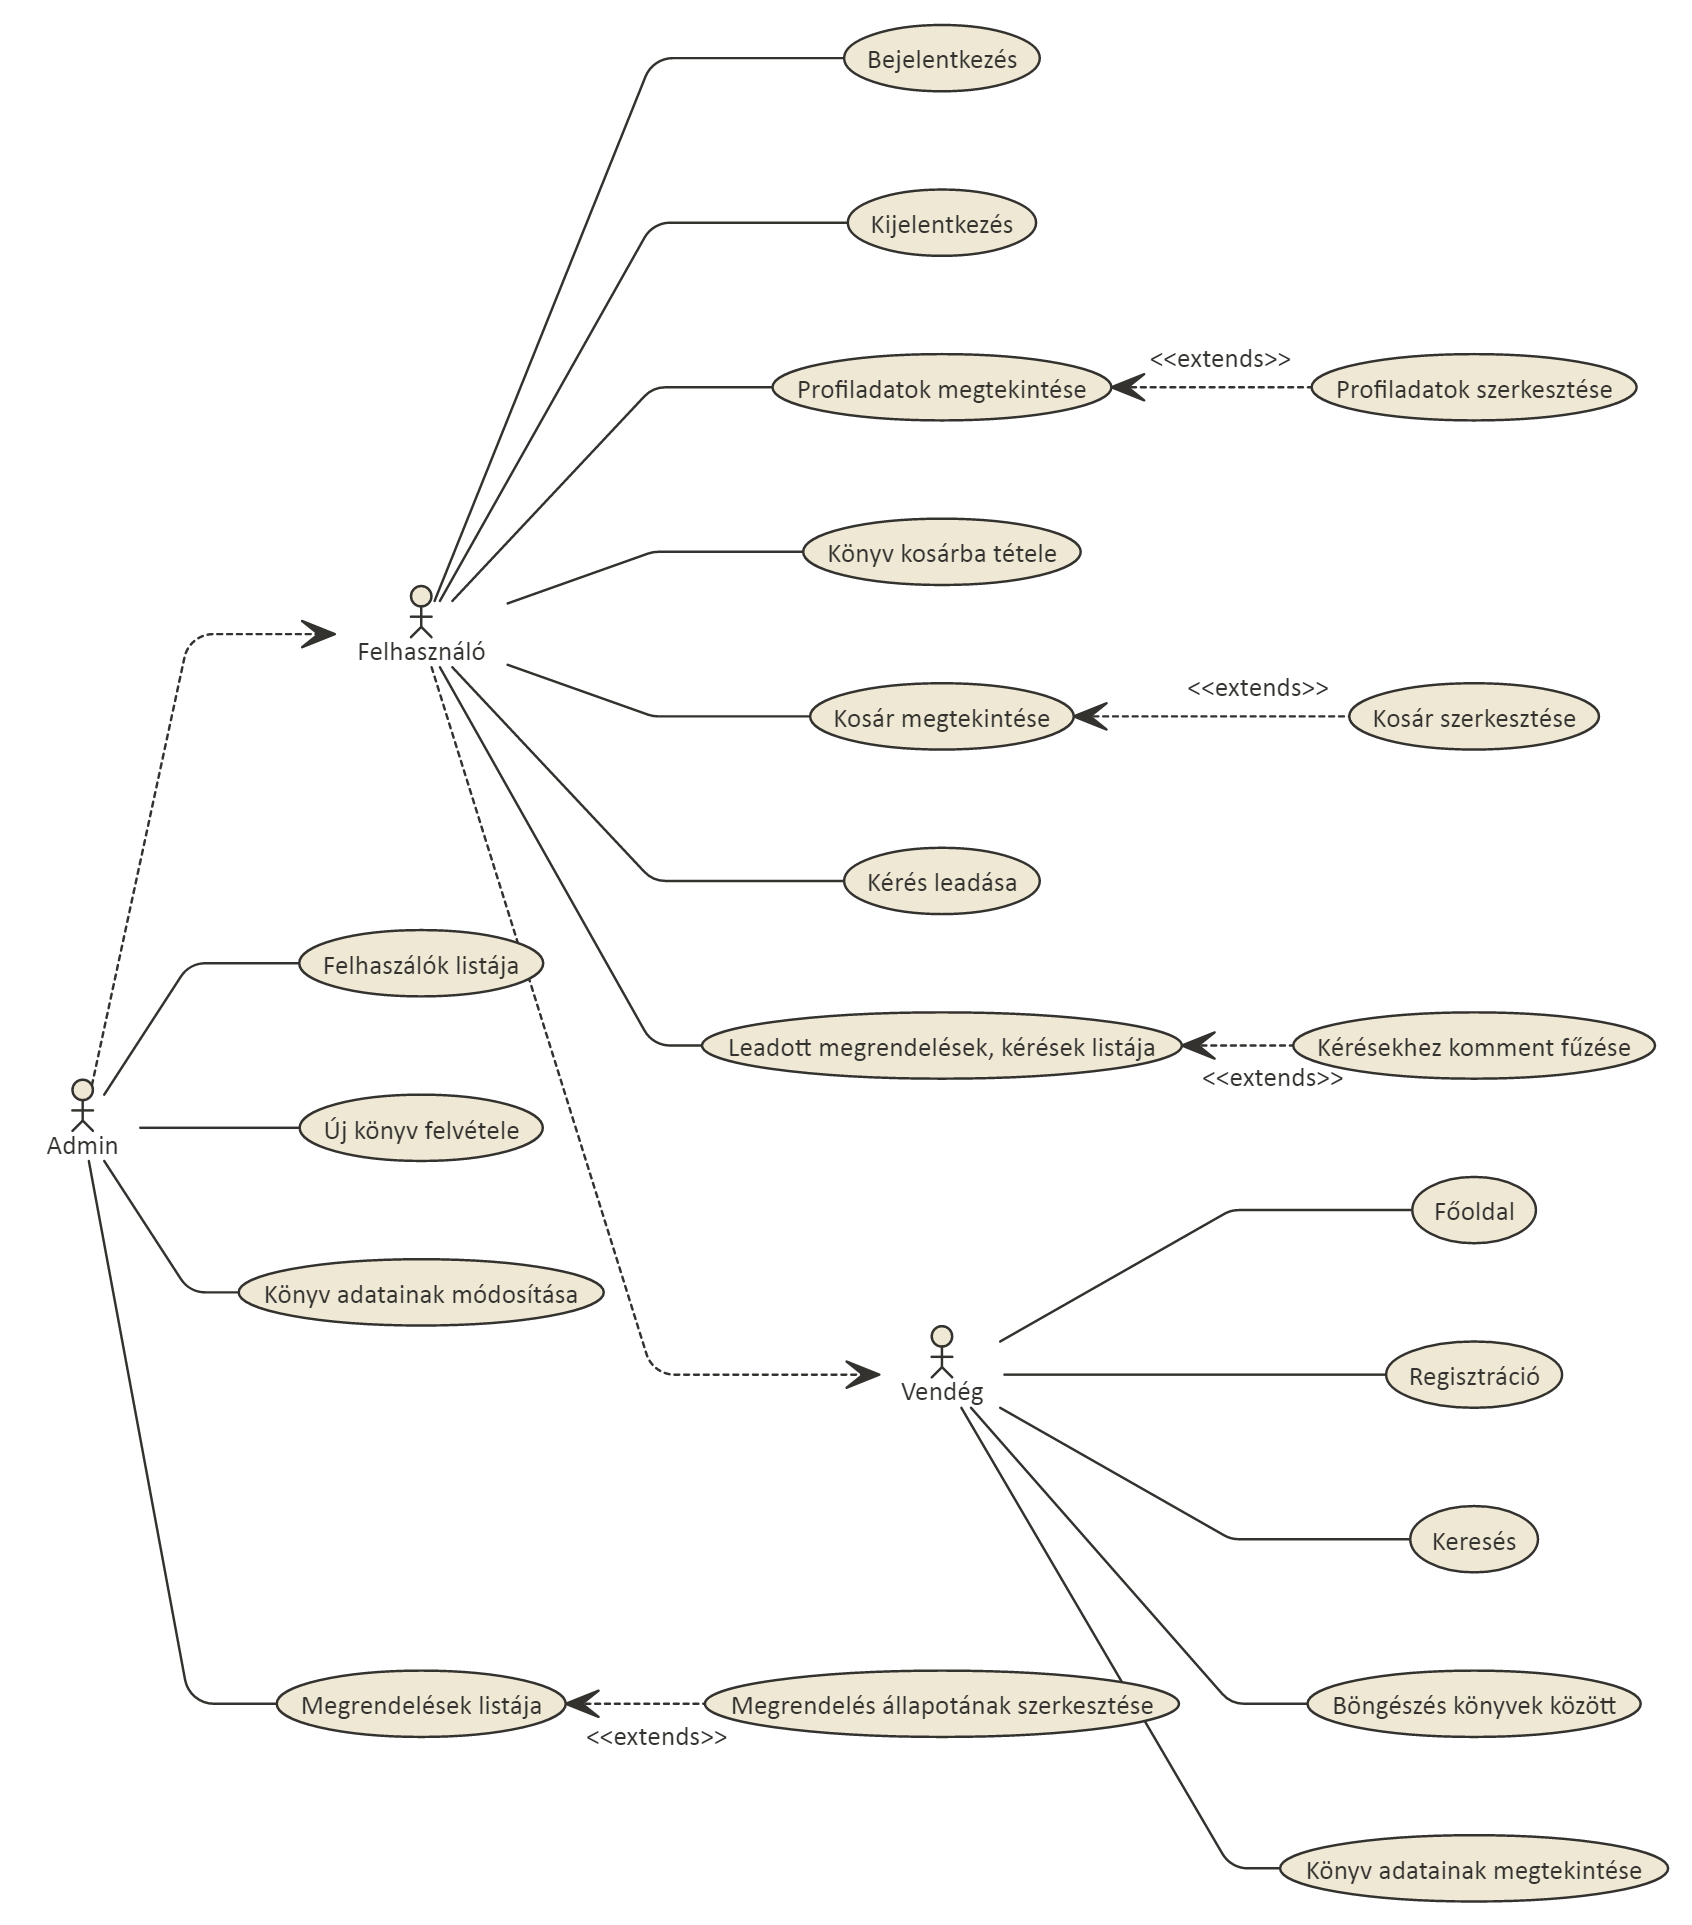 Bejelentkezés
Kijelentkezés
<<extends>>
Profiladatok megtekintése
Profiladatok szerkesztése
Könyv kosárba tétele
Felhasználó
<<extends>>
Kosár megtekintése
Kosár szerkesztése
Kérés leadása
Felhaszálók listája
Leadott megrendelések, kérések listája
Kérésekhez komment fűzése
<<extends>>
Új könyv felvétele
Admin
Főoldal
Könyv adatainak módosítása
Regisztráció
Vendég
Keresés
Megrendelések listája
Megrendelés állapotának szerkesztése
Böngészés könyvek között
<<extends>>
Könyv adatainak megtekintése